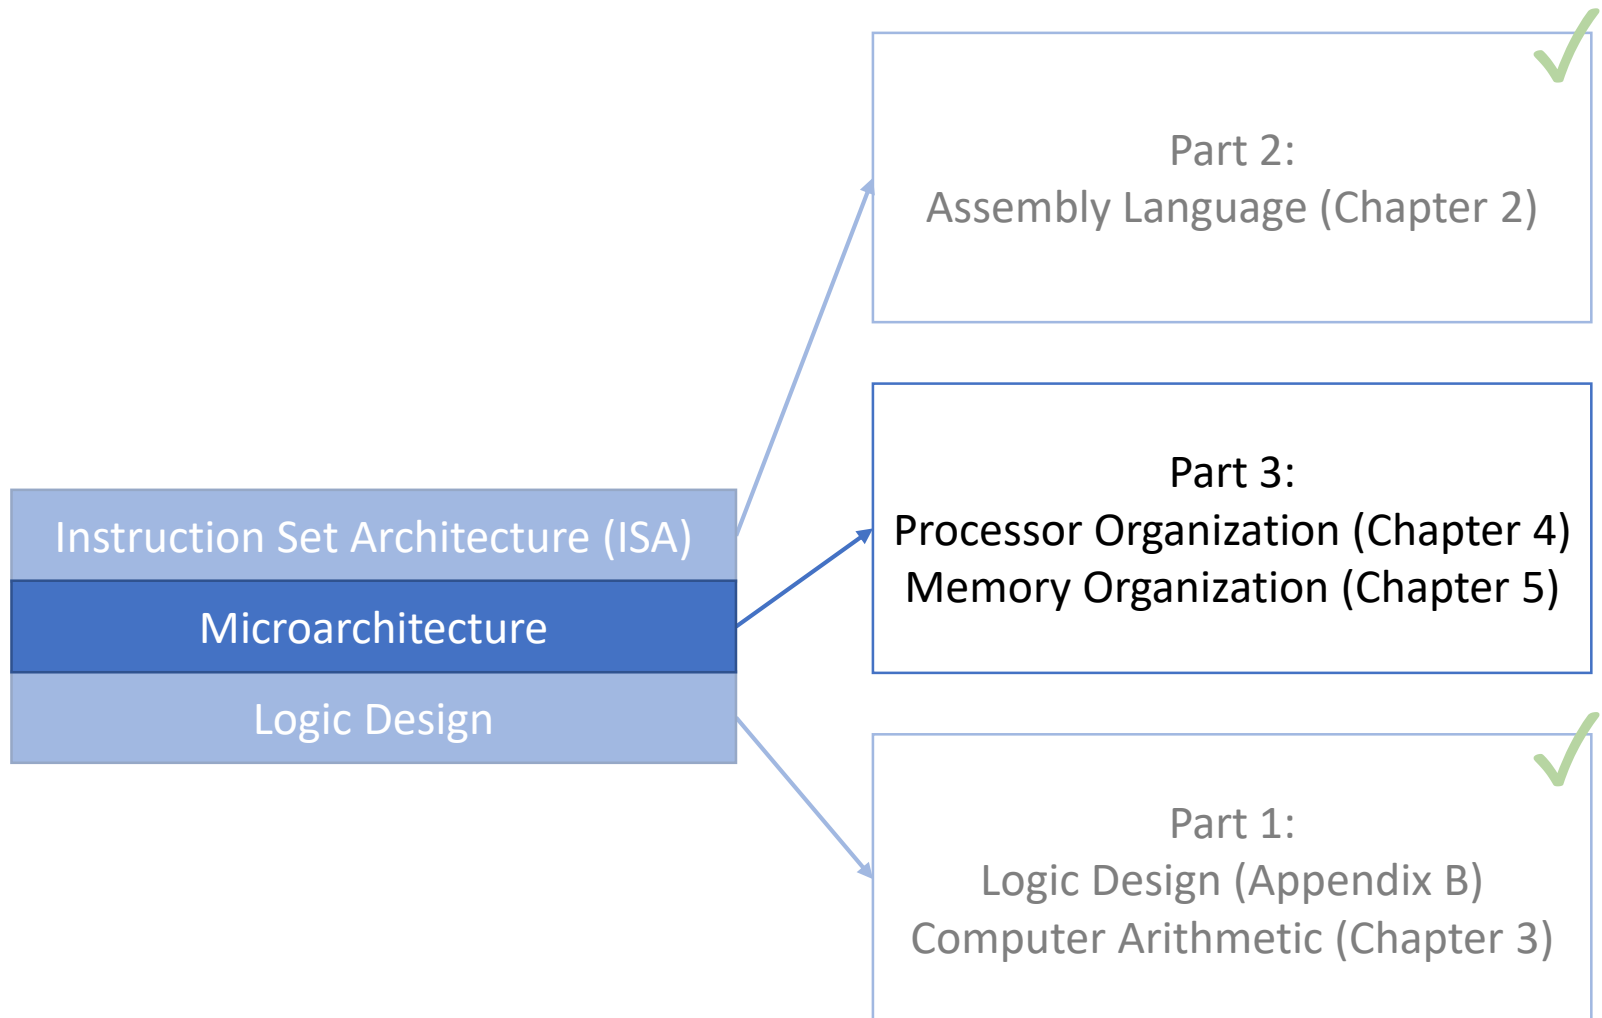 Part 2:
Assembly Language (Chapter 2)
Part 3:
Processor Organization (Chapter 4)
Memory Organization (Chapter 5)
Instruction Set Architecture (ISA)
Microarchitecture
Logic Design
Part 1:
Logic Design (Appendix B)
Computer Arithmetic (Chapter 3)